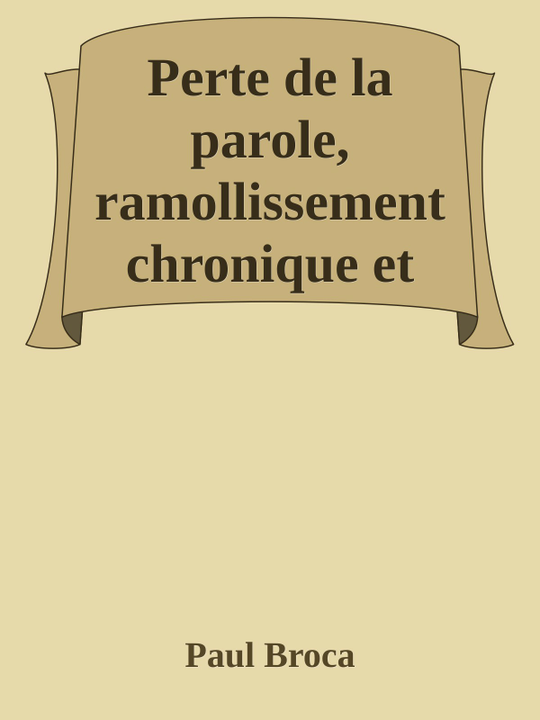 Perte de la
parole,
ramollissement
chronique et
Paul Broca